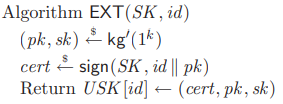 Algorithm EXT(SK, id)
(pk, sk) $← kg′(1^k)
cert $← sign(SK, id ∥ pk)
Return USK[id] ← (cert, pk, sk)